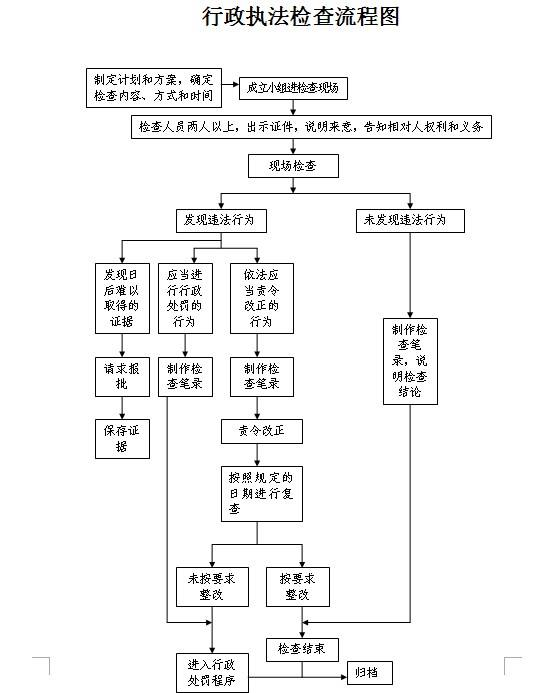 行政执法检查流程图
制定计划和方案，确定
检查内容、方式和时间
成立小组进检查现场
检查人员两人以上，出示证件，说明来意，告知相对人权利和义务
现场检查
发现违法行为
未发现违法行为
发现日
后难以
取得的
证据
应当进
行行政
处罚的
行为
依法应
当责令
改正的
行为
制作检
查笔
录，说
明检查
结论
请求报
批
制作检
查笔录
制作检
查笔录
保存证
据
责令改正
按照规定的
日期进行复
查
未按要求
整改
按要求
整改
检查结束
进入行政
处罚程序
归档